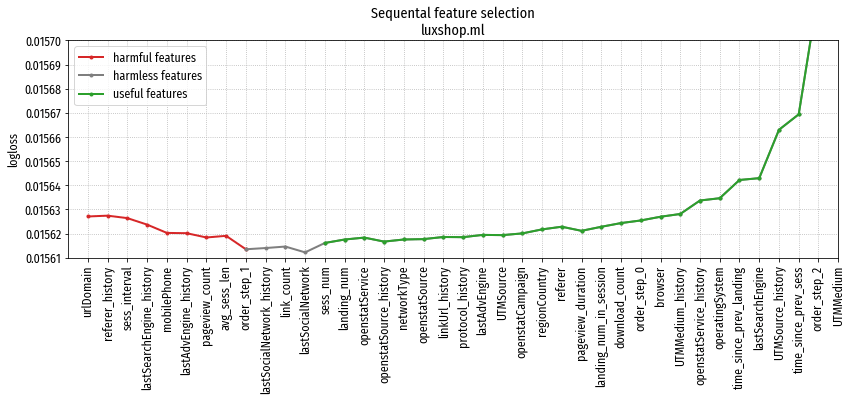 Sequental feature selection
luxshop.ml
harmful features
harmless features
useful features
logloss
0.01570
0.01569
0.01568
0.01567
0.01566
0.01565
0.01564
0.01563
0.01562
0.01561
urlDomain
referer_history
sess_interval
lastSearchEngine_history
mobilePhone
lastAdvEngine_history
pageview_count
avg_sess_len
order_step_1
lastSocialNetwork_history
link_count
lastSocialNetwork
sess_num
landing_num
openstatService
openstatSource_history
networkType
openstatSource
linkUrl_history
protocol_history
lastAdvEngine
UTMSource
openstatCampaign
regionCountry
referer
pageview_duration
landing_num_in_session
download_count
order_step_0
browser
UTMMedium_history
openstatService_history
operatingSystem
time_since_prev_landing
lastSearchEngine
UTMSource_history
time_since_prev_sess
order_step_2
UTMMedium